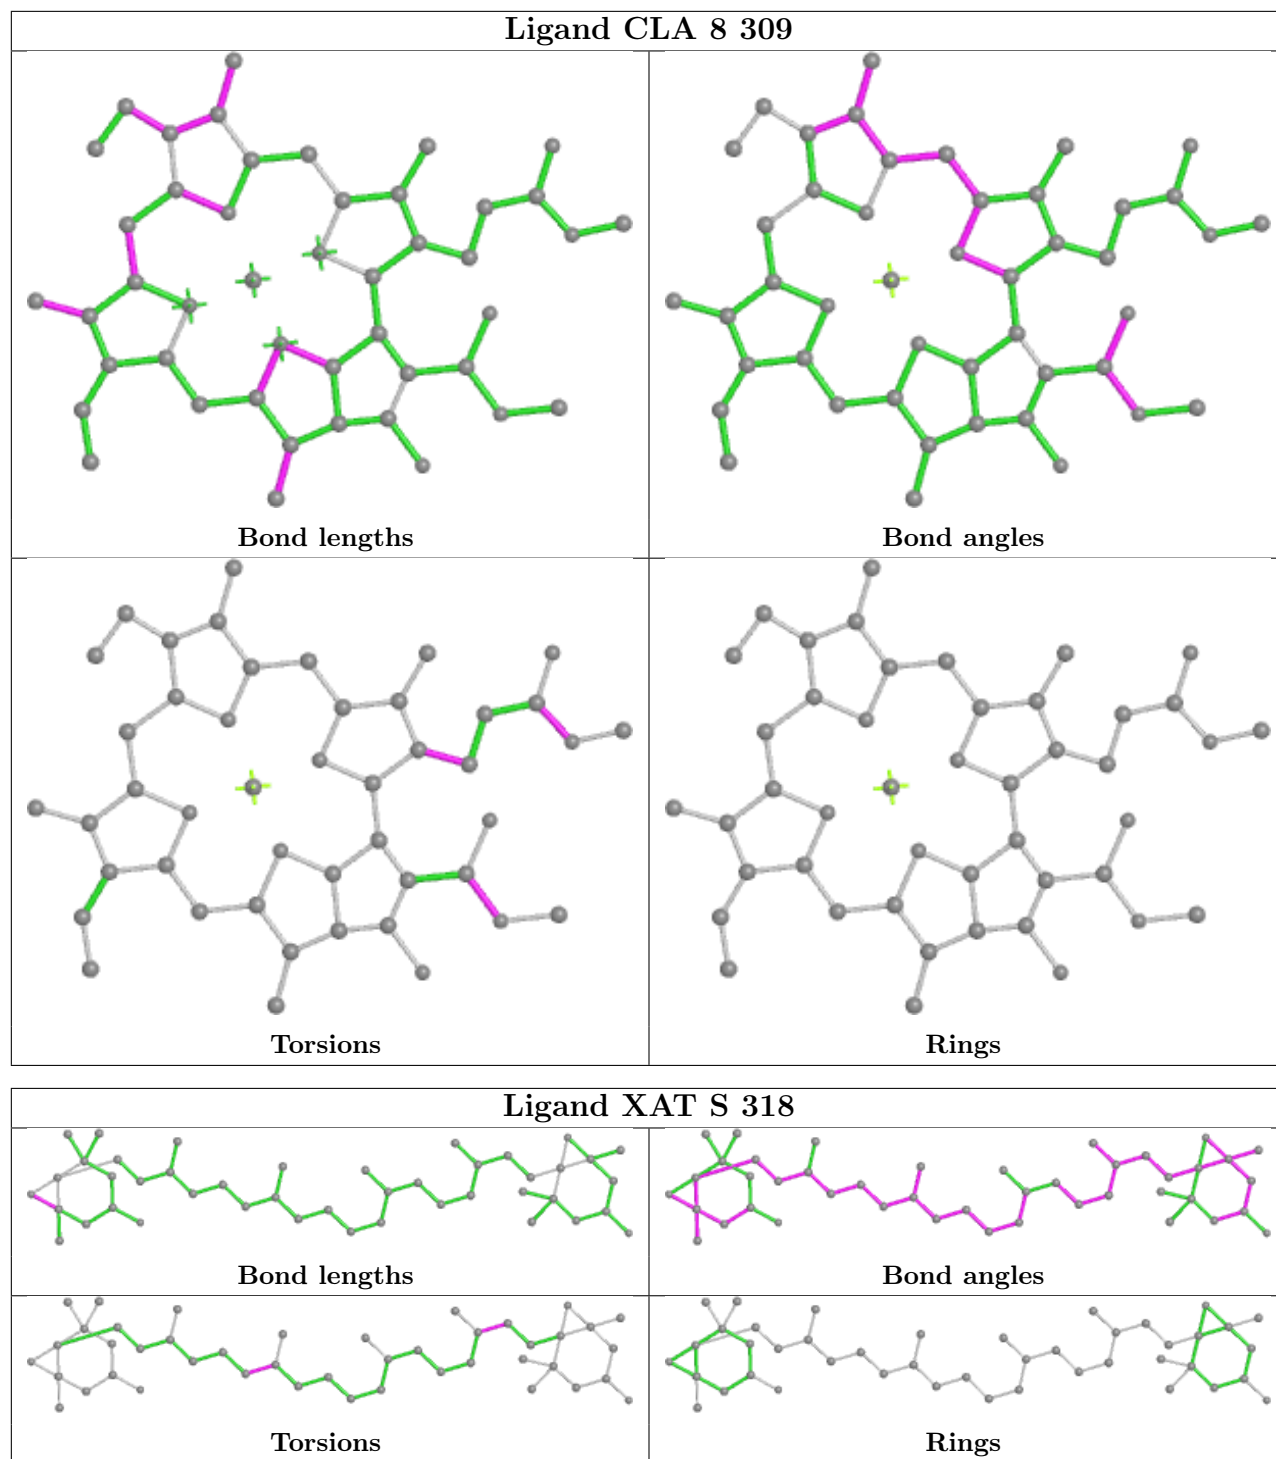 Ligand CLA 8 309
Bond lengths
Bond angles
Torsions
Rings
Ligand XAT S 318
Bond lengths
Bond angles
Torsions
Rings